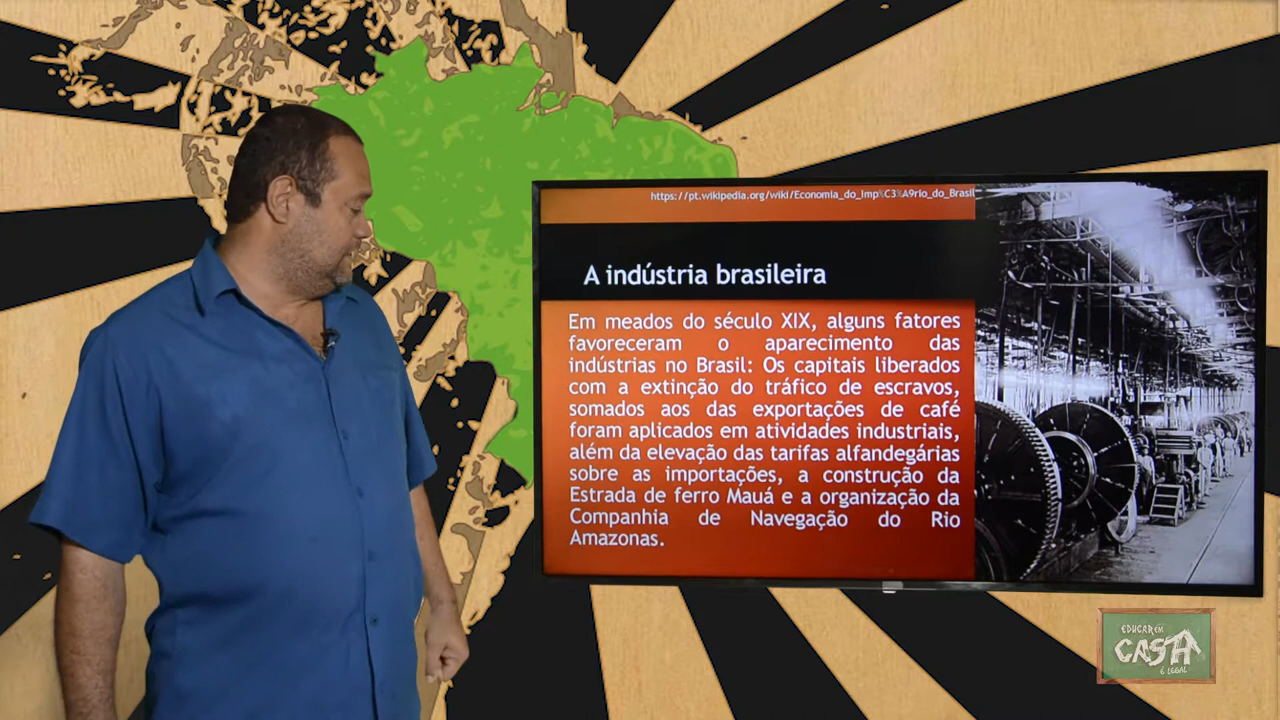 https://pt.wikipedia.org/wiki/Economia_do_Imp%C3%A9rio_do_Brasil
A indústria brasileira
Em meados do século XIX, alguns fatores
favoreceram o aparecimento das
indústrias no Brasil: Os capitais liberados
com a extinção do tráfico de escravos,
somados aos das exportações de café
foram aplicados em atividades industriais,
além da elevação das tarifas alfandegárias
sobre as importações, a construção da
Estrada de ferro Mauá e a organização da
Companhia de Navegação do Rio
Amazonas.
EDUCAR EM
CASA
É LEGAL